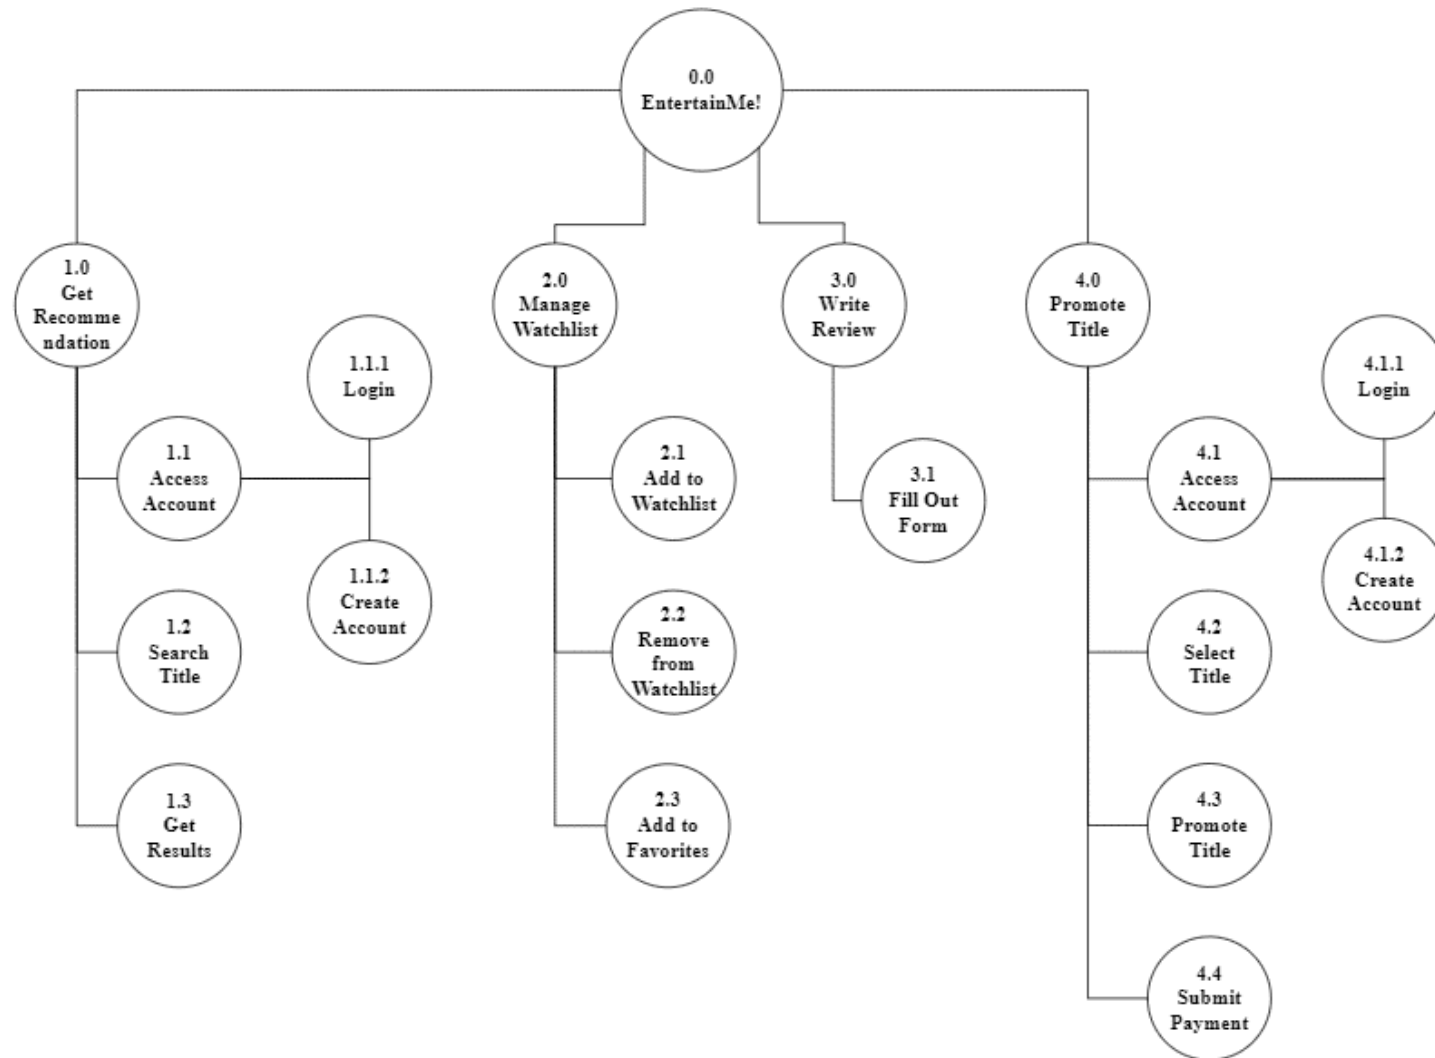 0.0
EntertainMe!
1.0
Get
Recomme
ndation
2.0
Manage
Watchlist
3.0
Write
Review
4.0
Promote
Title
1.1.1
Login
4.1.1
Login
1.1
Access
Account
2.1
Add to
Watchlist
3.1
Fill Out
Form
4.1
Access
Account
1.1.2
Create
Account
4.1.2
Create
Account
1.2
Search
Title
2.2
Remove
from
Watchlist
4.2
Select
Title
1.3
Get
Results
2.3
Add to
Favorites
4.3
Promote
Title
4.4
Submit
Payment